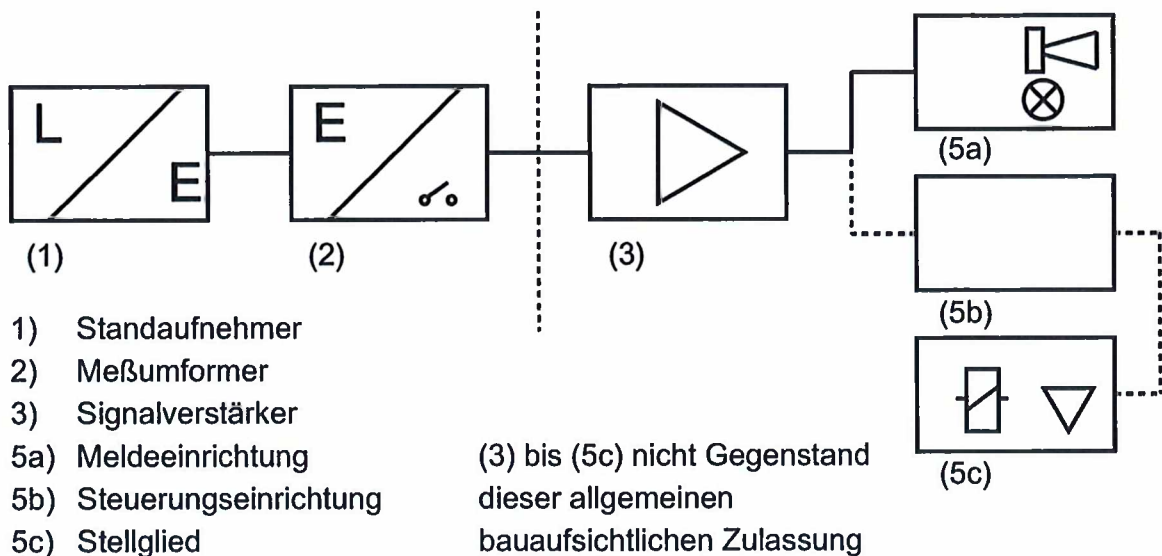 L
E
E
(1)
(2)
(3)
(5a)
(5b)
(5c)
1) Standaufnehmer
2) Meßumformer
3) Signalverstärker
5a) Meldeeinrichtung
5b) Steuerungseinrichtung
5c) Stellglied
(3) bis (5c) nicht Gegenstand
dieser allgemeinen
bauaufsichtlichen Zulassung